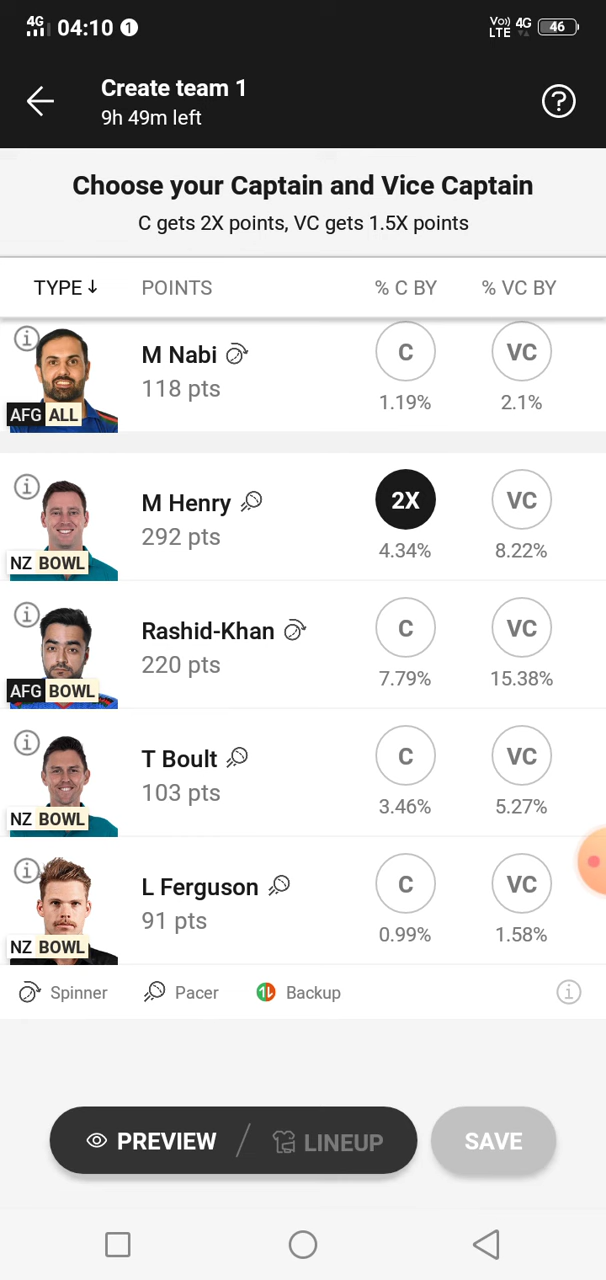 4G 04:10 1 Vo)) LTE 4G 46
Create team 1
9h 49m left
Choose your Captain and Vice Captain
C gets 2X points, VC gets 1.5X points
TYPE POINTS % C BY % VC BY
M Nabi C VC
118 pts 1.19% 2.1%
AFG ALL
M Henry 2X VC
292 pts 4.34% 8.22%
NZ BOWL
Rashid-Khan C VC
220 pts 7.79% 15.38%
AFG BOWL
T Boult C VC
103 pts 3.46% 5.27%
NZ BOWL
L Ferguson C VC
91 pts 0.99% 1.58%
NZ BOWL
Spinner Pacer Backup
PREVIEW / LINEUP SAVE